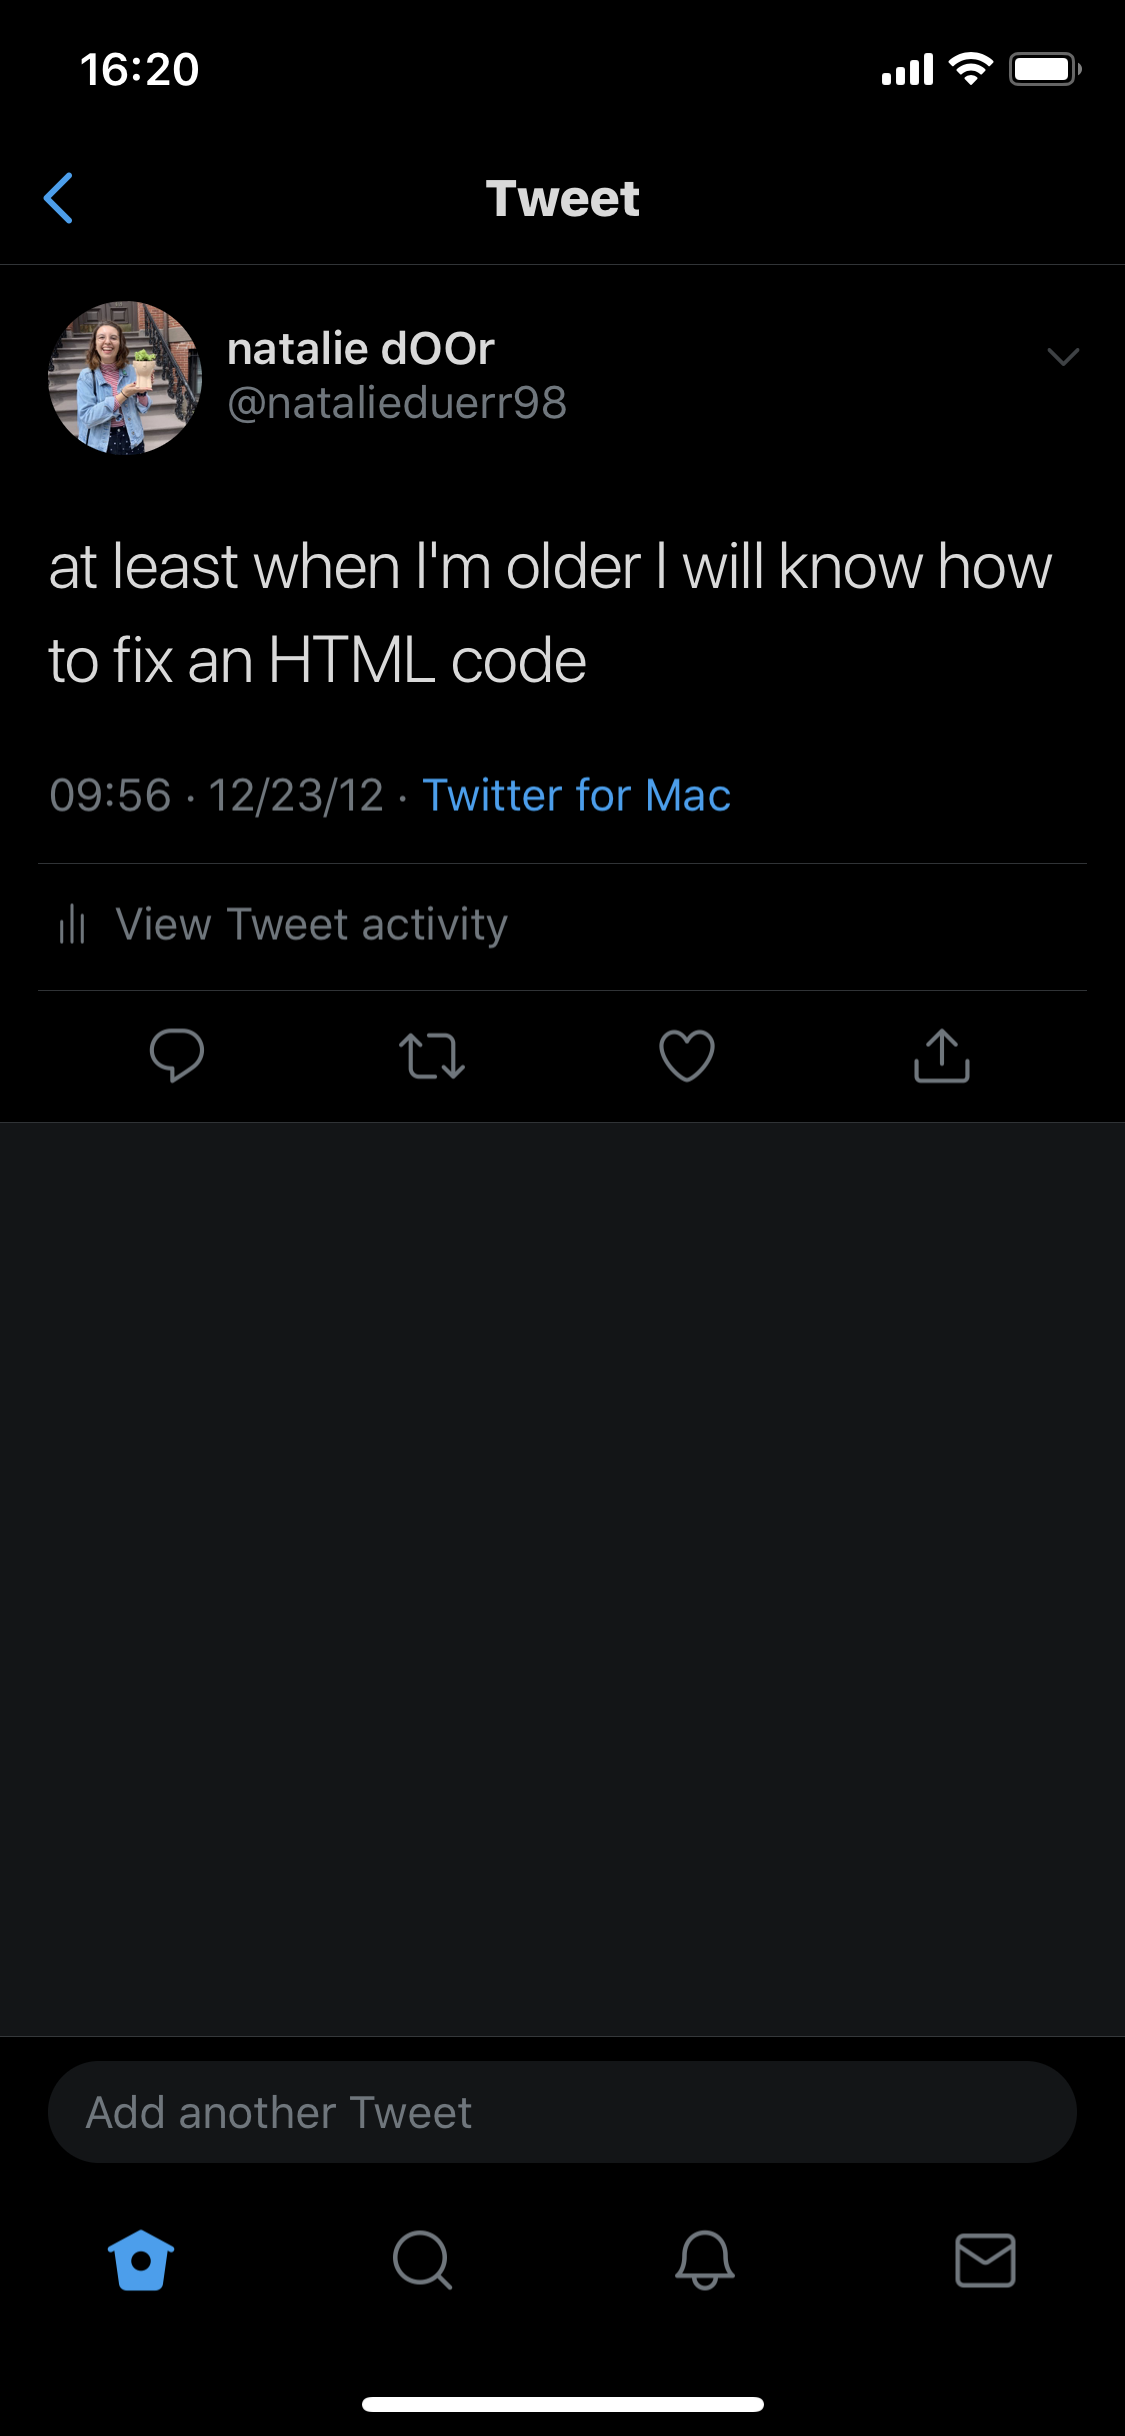 16:20
Tweet
natalie dOOr
@natalieduerr98
at least when I'm older I will know how
to fix an HTML code
09:56 · 12/23/12 · Twitter for Mac
View Tweet activity
Add another Tweet